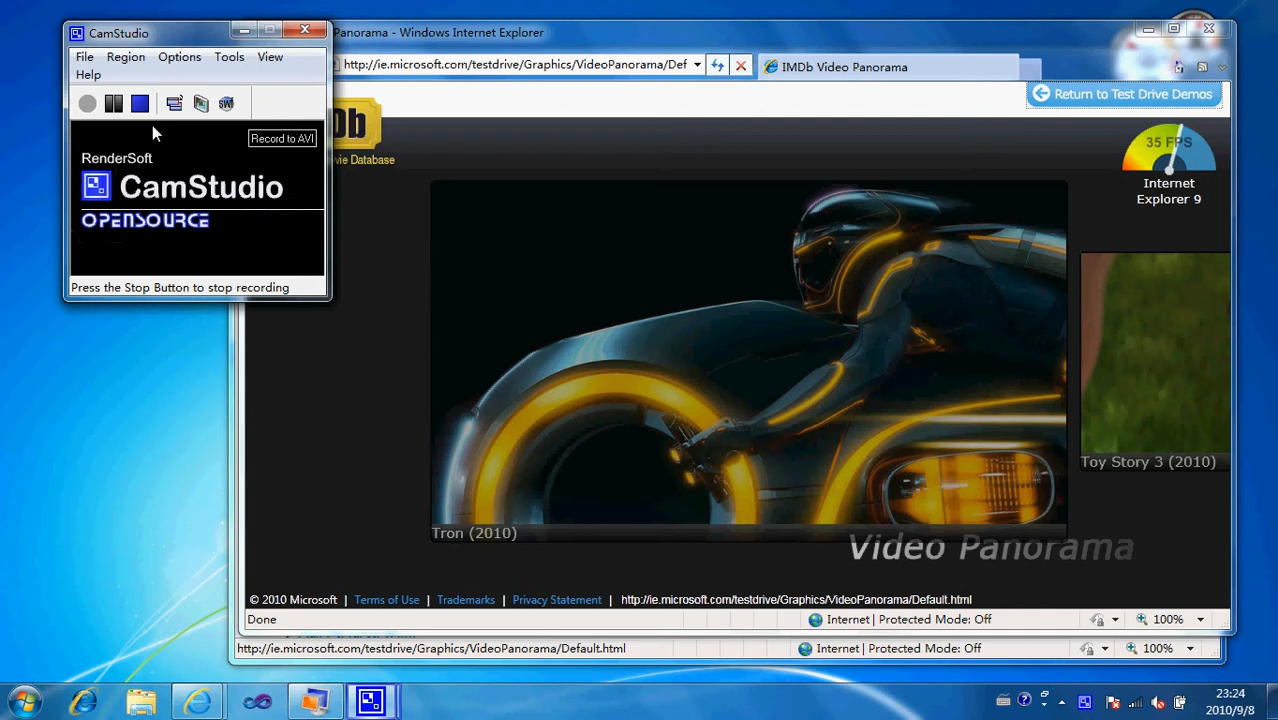 CamStudio
File Region Options Tools View
Help
Record to AVI
RenderSoft
CamStudio
OPENSOURCE
Press the Stop Button to stop recording
Panorama - Windows Internet Explorer
http://ie.microsoft.com/testdrive/Graphics/VideoPanorama/Def
IMDb Video Panorama
Return to Test Drive Demos
Db
vie Database
35 FPS
Internet
Explorer 9
Toy Story 3 (2010)
Tron (2010)
Video Panorama
© 2010 Microsoft | Terms of Use | Trademarks | Privacy Statement | http://ie.microsoft.com/testdrive/Graphics/VideoPanorama/Default.html
Done
Internet | Protected Mode: Off
100%
http://ie.microsoft.com/testdrive/Graphics/VideoPanorama/Default.html
Internet | Protected Mode: Off
100%
23:24
2010/9/8